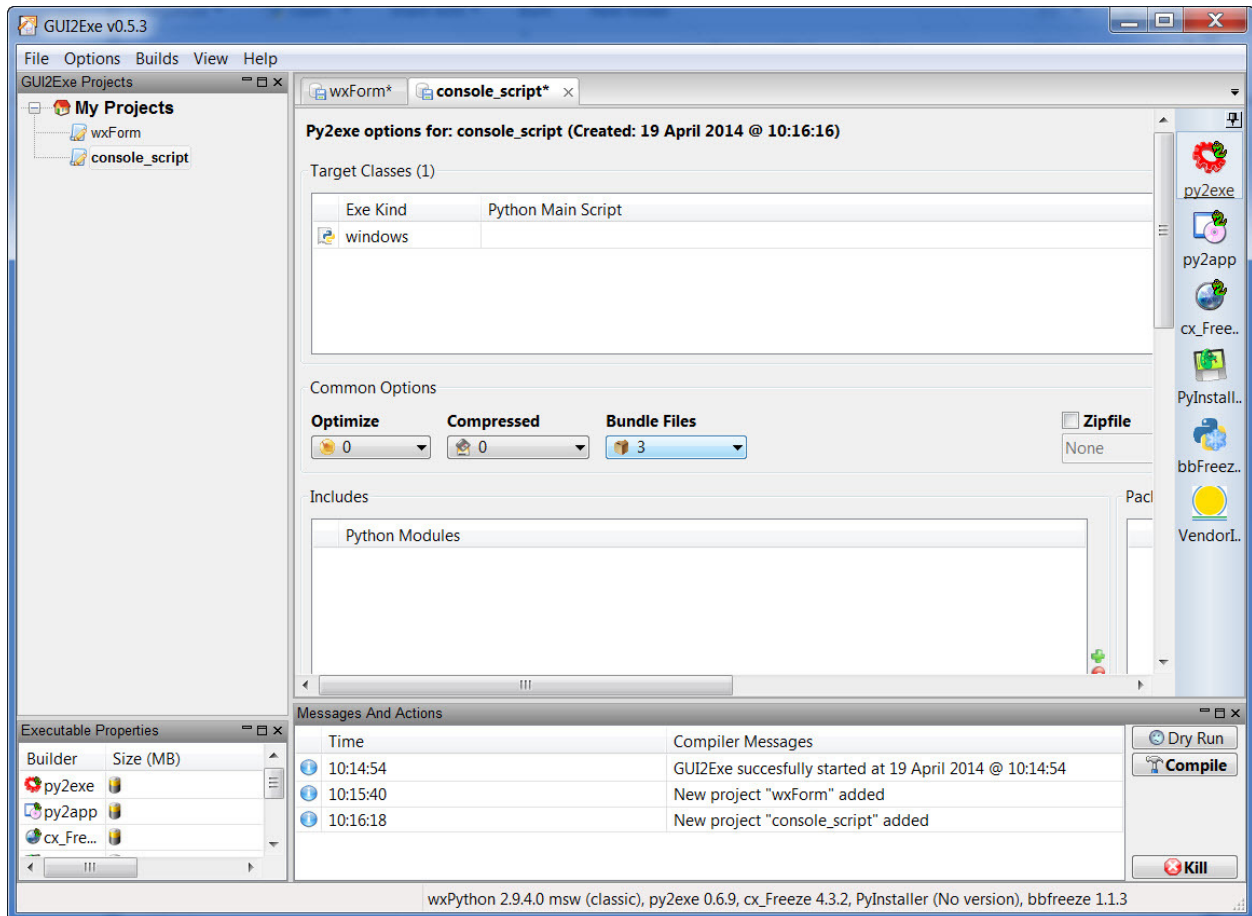 GUI2Exe v0.5.3
File Options Builds View Help
GUI2Exe Projects
My Projects
wxForm
console_script
wxForm*
console_script*
Py2exe options for: console_script (Created: 19 April 2014 @ 10:16:16)
Target Classes (1)
Exe Kind Python Main Script
windows
Common Options
Optimize Compressed Bundle Files Zipfile
0 0 3 None
Includes Pacl
Python Modules
py2exe
py2app
cx_Free..
PyInstall..
bbFreez..
VendorI..
Executable Properties
Builder Size (MB)
py2exe
py2app
cx_Fre...
Messages And Actions
Time Compiler Messages
10:14:54 GUI2Exe succesfully started at 19 April 2014 @ 10:14:54
10:15:40 New project "wxForm" added
10:16:18 New project "console_script" added
Dry Run
Compile
Kill
wxPython 2.9.4.0 msw (classic), py2exe 0.6.9, cx_Freeze 4.3.2, PyInstaller (No version), bbfreeze 1.1.3